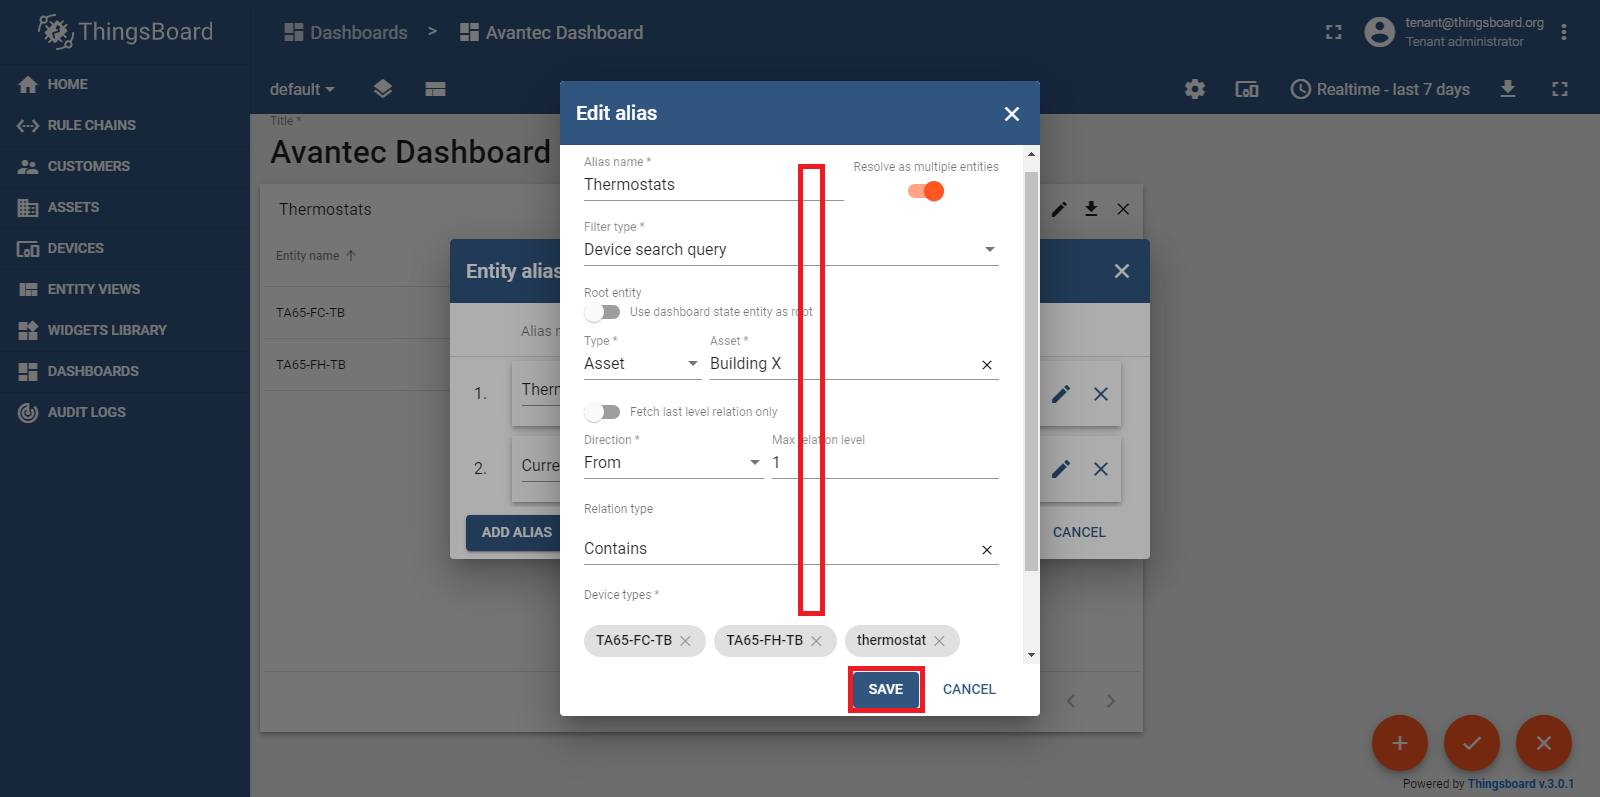 ThingsBoard
Dashboards > Avantec Dashboard
tenant@thingsboard.org
Tenant administrator
HOME
RULE CHAINS
CUSTOMERS
ASSETS
DEVICES
ENTITY VIEWS
WIDGETS LIBRARY
DASHBOARDS
AUDIT LOGS
default
Realtime - last 7 days
Title *
Avantec Dashboard
Thermostats
Entity name
TA65-FC-TB
TA65-FH-TB
Entity alias
Alias n
1.
Therm
2.
Curre
ADD ALIAS
CANCEL
Edit alias
Alias name *
Thermostats
Resolve as multiple entities
Filter type *
Device search query
Root entity
Use dashboard state entity as root
Type *
Asset
Asset *
Building X
Fetch last level relation only
Direction *
From
Max relation level
1
Relation type
Contains
Device types *
TA65-FC-TB
TA65-FH-TB
thermostat
SAVE
CANCEL
Powered by Thingsboard v.3.0.1